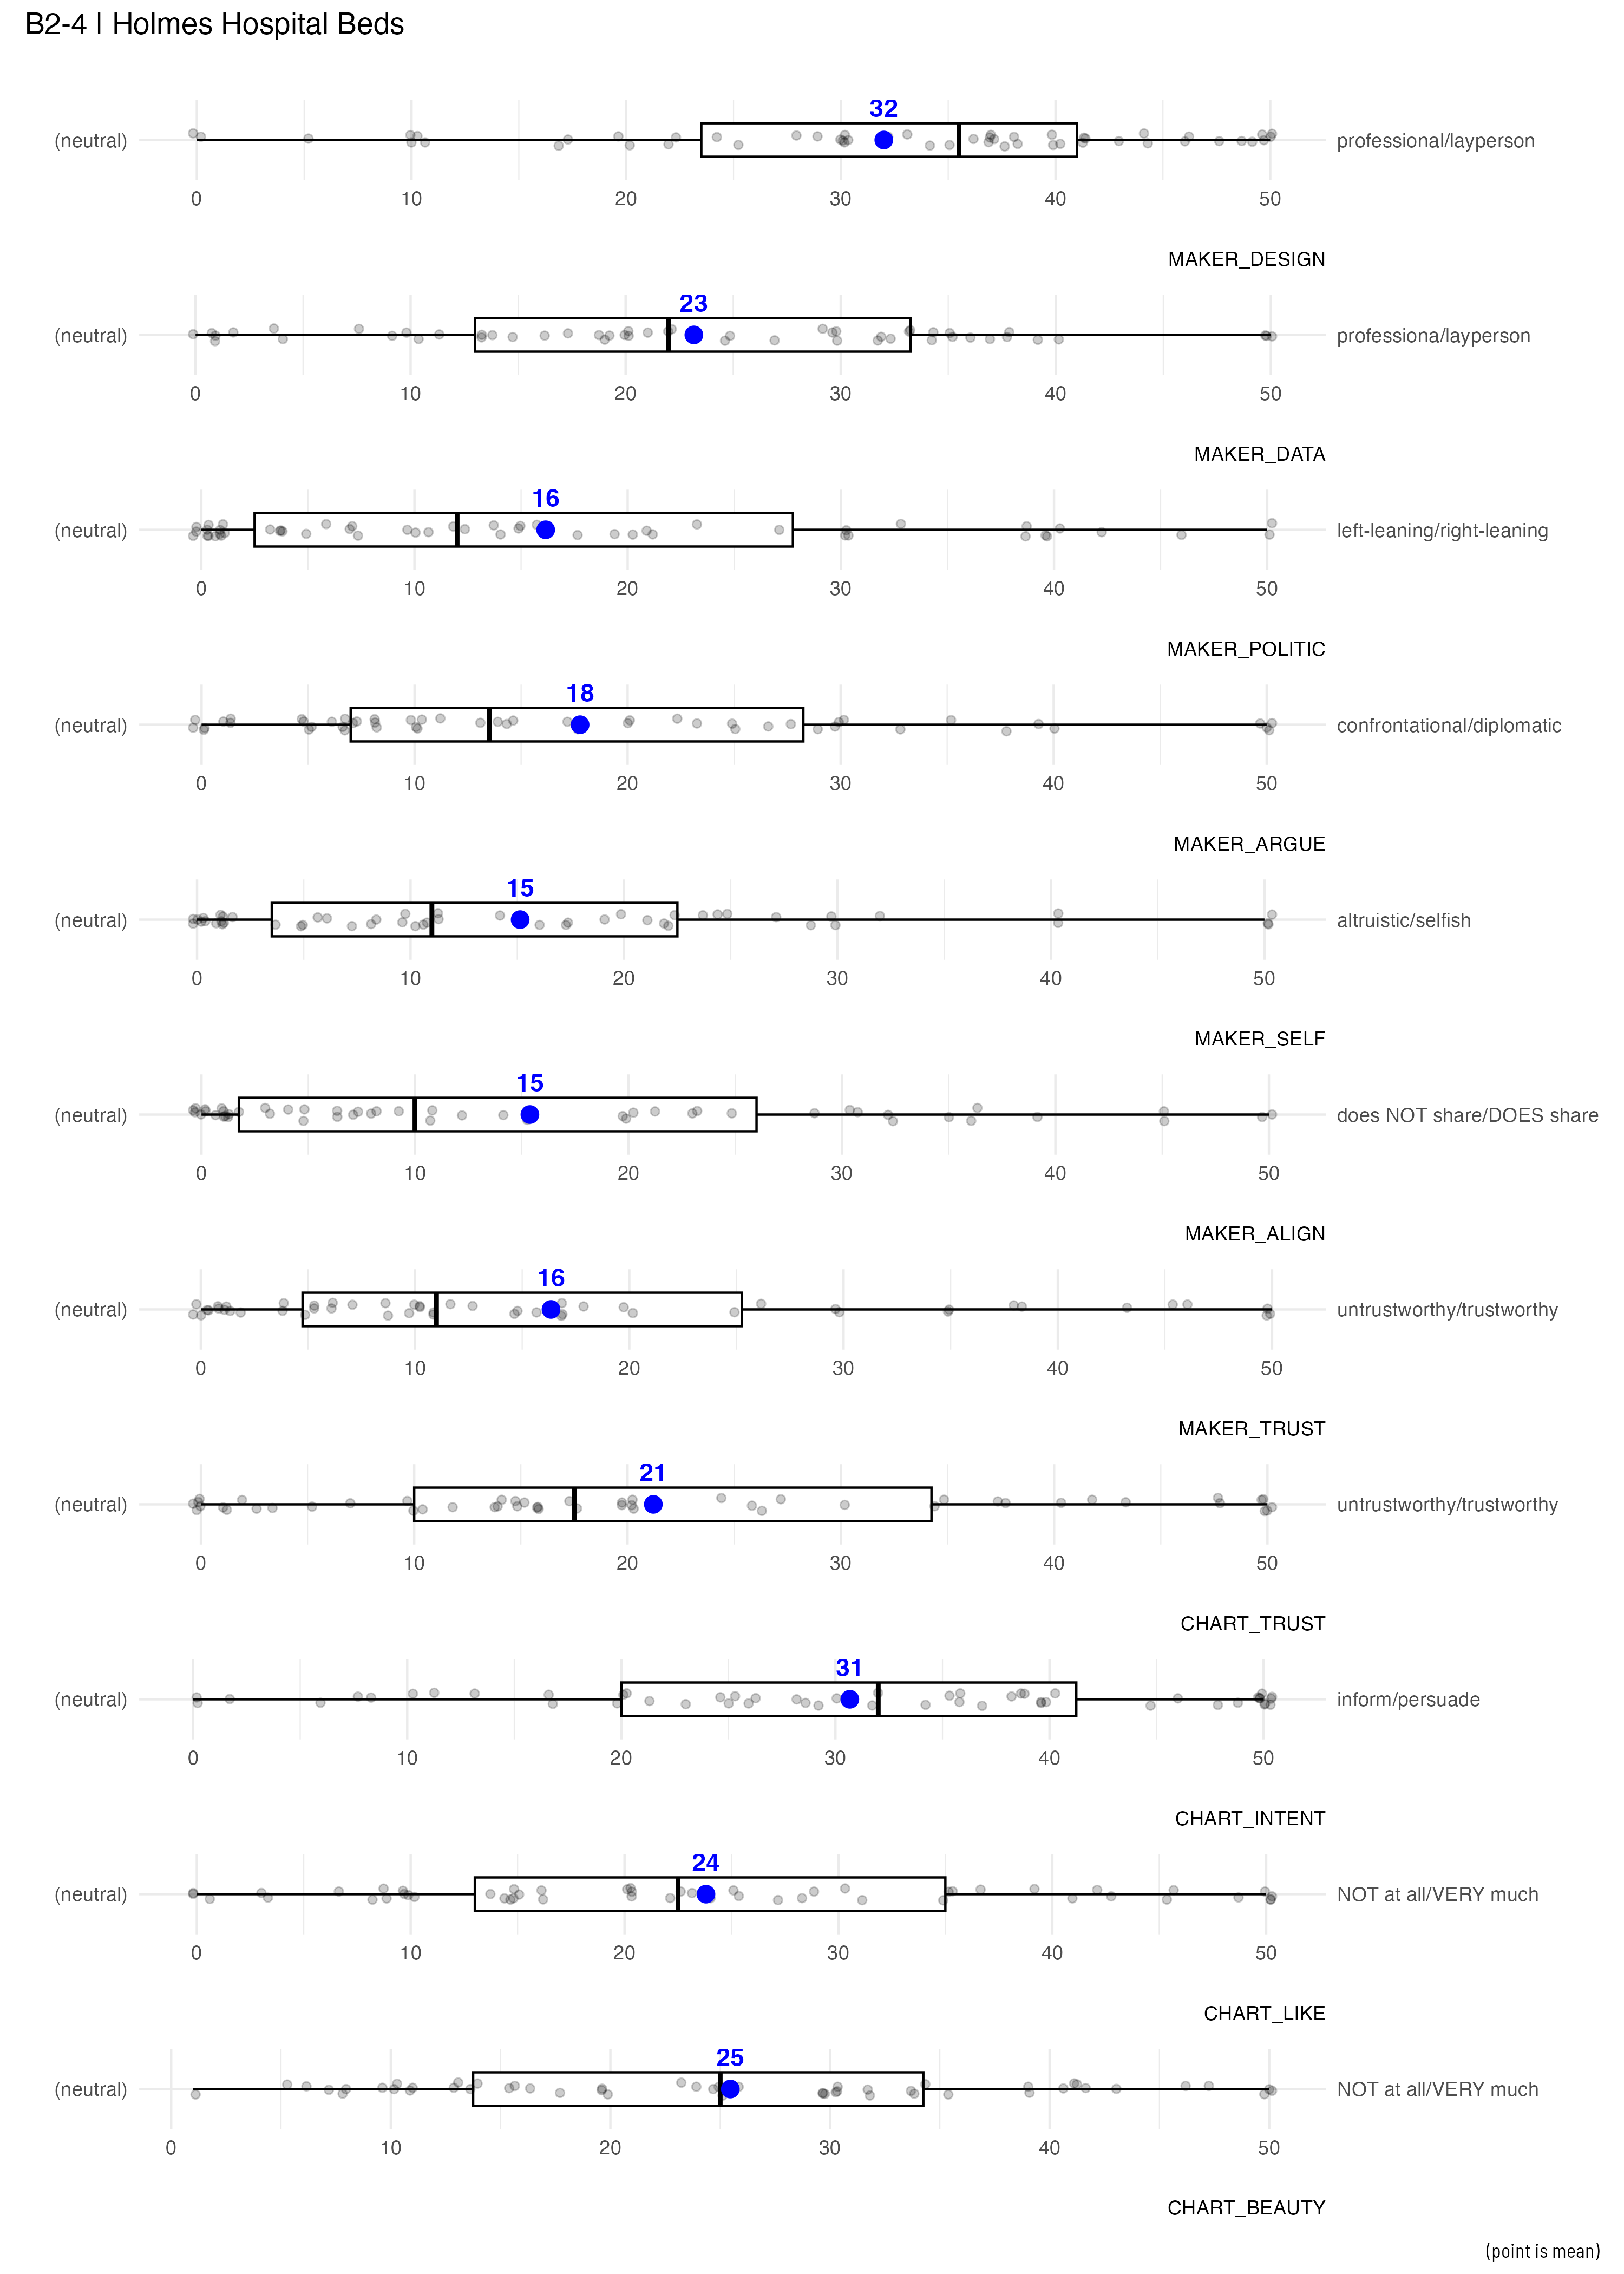 B2-4 | Holmes Hospital Beds
32
(neutral) professional/layperson
0 10 20 30 40 50
MAKER_DESIGN
23
(neutral) professiona/layperson
0 10 20 30 40 50
MAKER_DATA
16
(neutral) left-leaning/right-leaning
0 10 20 30 40 50
MAKER_POLITIC
18
(neutral) confrontational/diplomatic
0 10 20 30 40 50
MAKER_ARGUE
15
(neutral) altruistic/selfish
0 10 20 30 40 50
MAKER_SELF
15
(neutral) does NOT share/DOES share
0 10 20 30 40 50
MAKER_ALIGN
16
(neutral) untrustworthy/trustworthy
0 10 20 30 40 50
MAKER_TRUST
21
(neutral) untrustworthy/trustworthy
0 10 20 30 40 50
CHART_TRUST
31
(neutral) inform/persuade
0 10 20 30 40 50
CHART_INTENT
24
(neutral) NOT at all/VERY much
0 10 20 30 40 50
CHART_LIKE
25
(neutral) NOT at all/VERY much
0 10 20 30 40 50
CHART_BEAUTY
(point is mean)